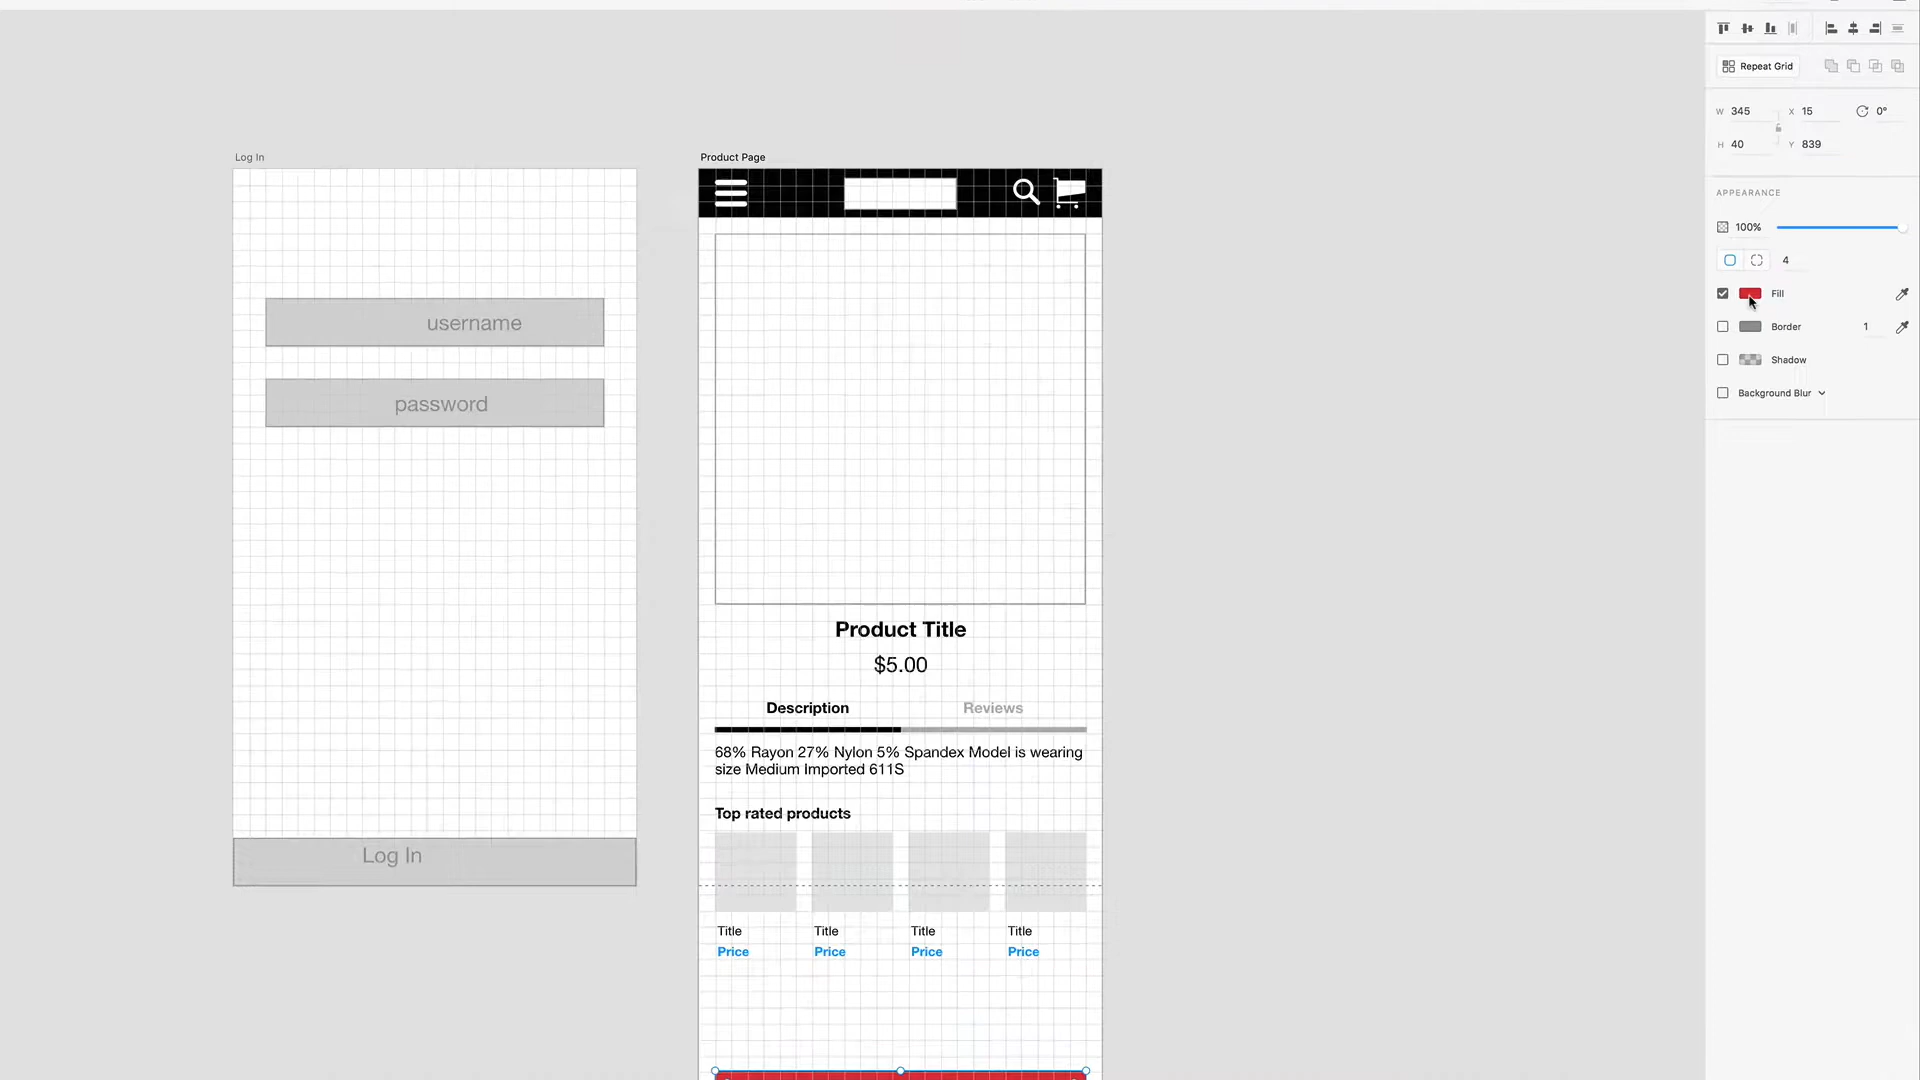 Repeat Grid
W 345 X 15 0°
H 40 Y 839
APPEARANCE
100%
4
Fill
Border 1
Shadow
Background Blur
Log In
username
password
Log In
Product Page
Product Title
$5.00
Description Reviews
68% Rayon 27% Nylon 5% Spandex Model is wearing
size Medium Imported 611S
Top rated products
Title Title Title Title
Price Price Price Price